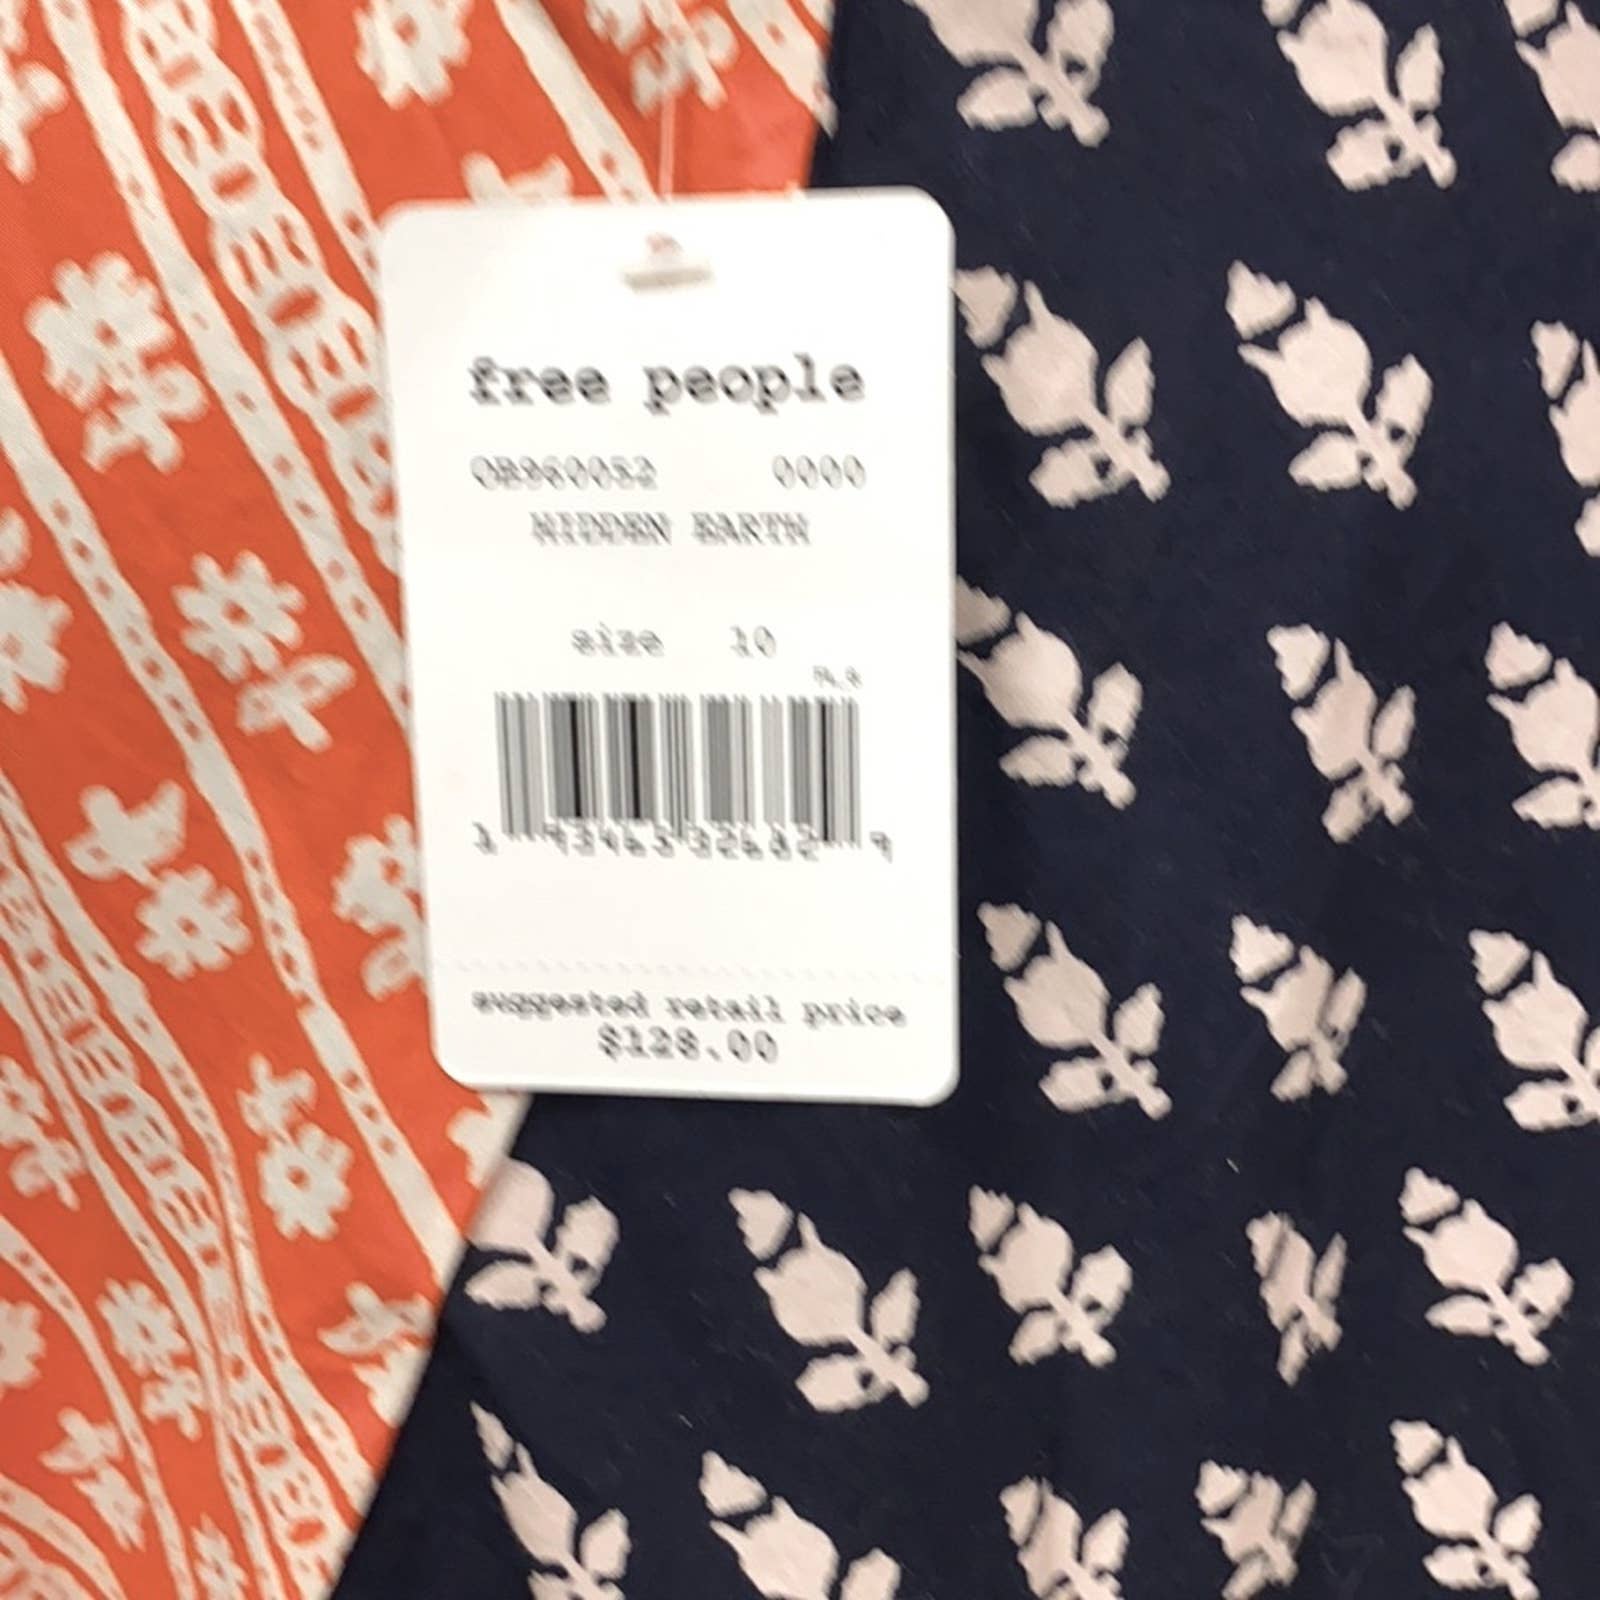 free people
OB960052 0000
HIDDEN EARTH
size 10
suggested retail price
$128.00